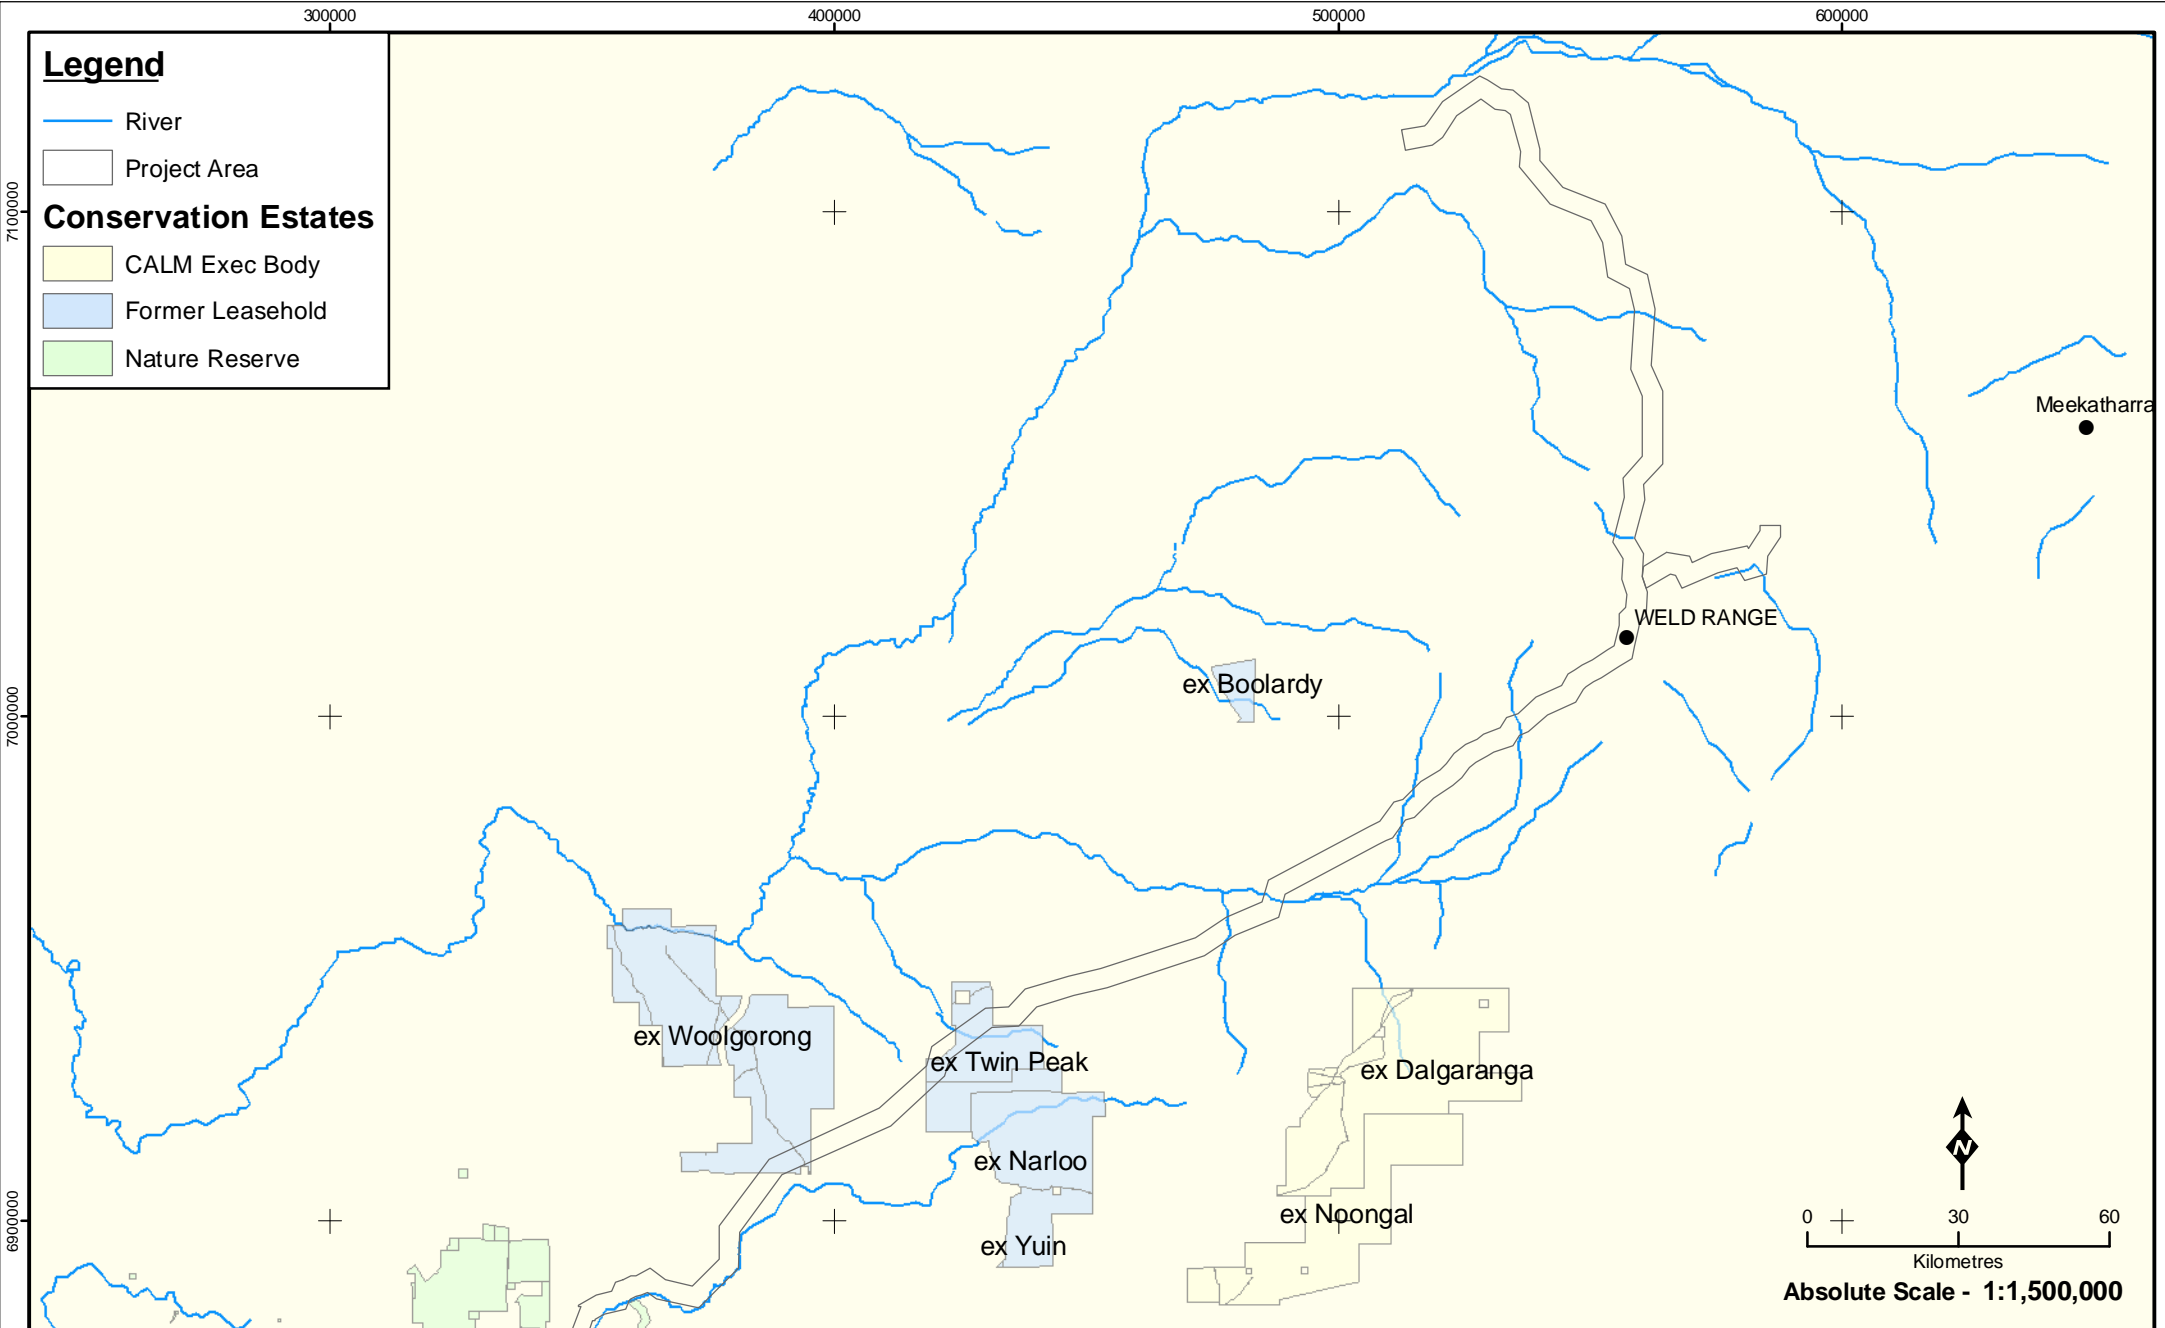 300000
400000
500000
600000
Legend
River
Project Area
Conservation Estates
CALM Exec Body
Former Leasehold
Nature Reserve
7100000
7000000
6900000
Meekatharra
WELD RANGE
ex Boolardy
ex Woolgorong
ex Twin Peak
ex Dalgaranga
ex Narloo
ex Noongal
ex Yuin
N
0
30
60
Kilometres
Absolute Scale - 1:1,500,000